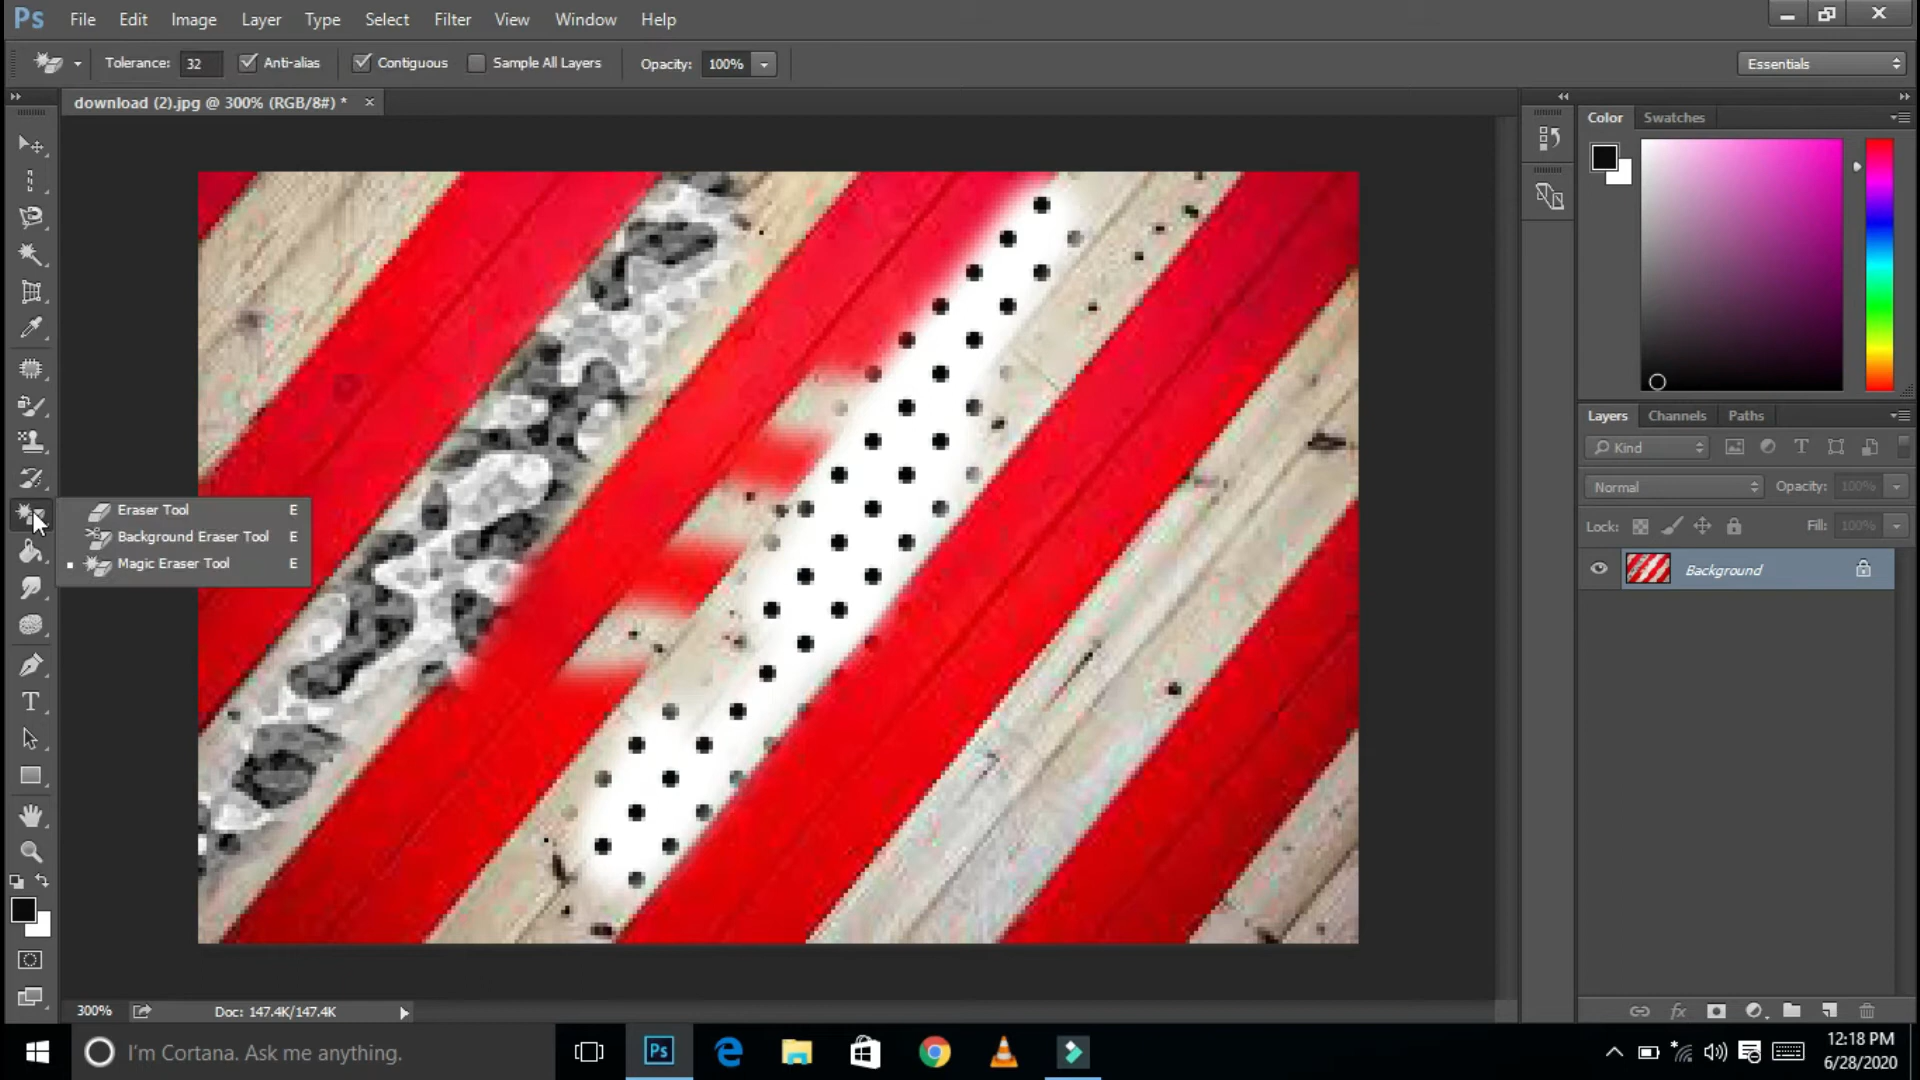 Ps File Edit Image Layer Type Select Filter View Window Help
Tolerance: 32 Anti-alias Contiguous Sample All Layers Opacity: 100% Essentials
download (2).jpg @ 300% (RGB/8#) *
Color Swatches
Layers Channels Paths
Kind T
Normal Opacity: 100%
Eraser Tool E
Lock: Fill: 100%
Background Eraser Tool E
Magic Eraser Tool E
Background
T
fx
300% Doc: 147.4K/147.4K
I'm Cortana. Ask me anything.
Ps
12:18 PM
6/28/2020